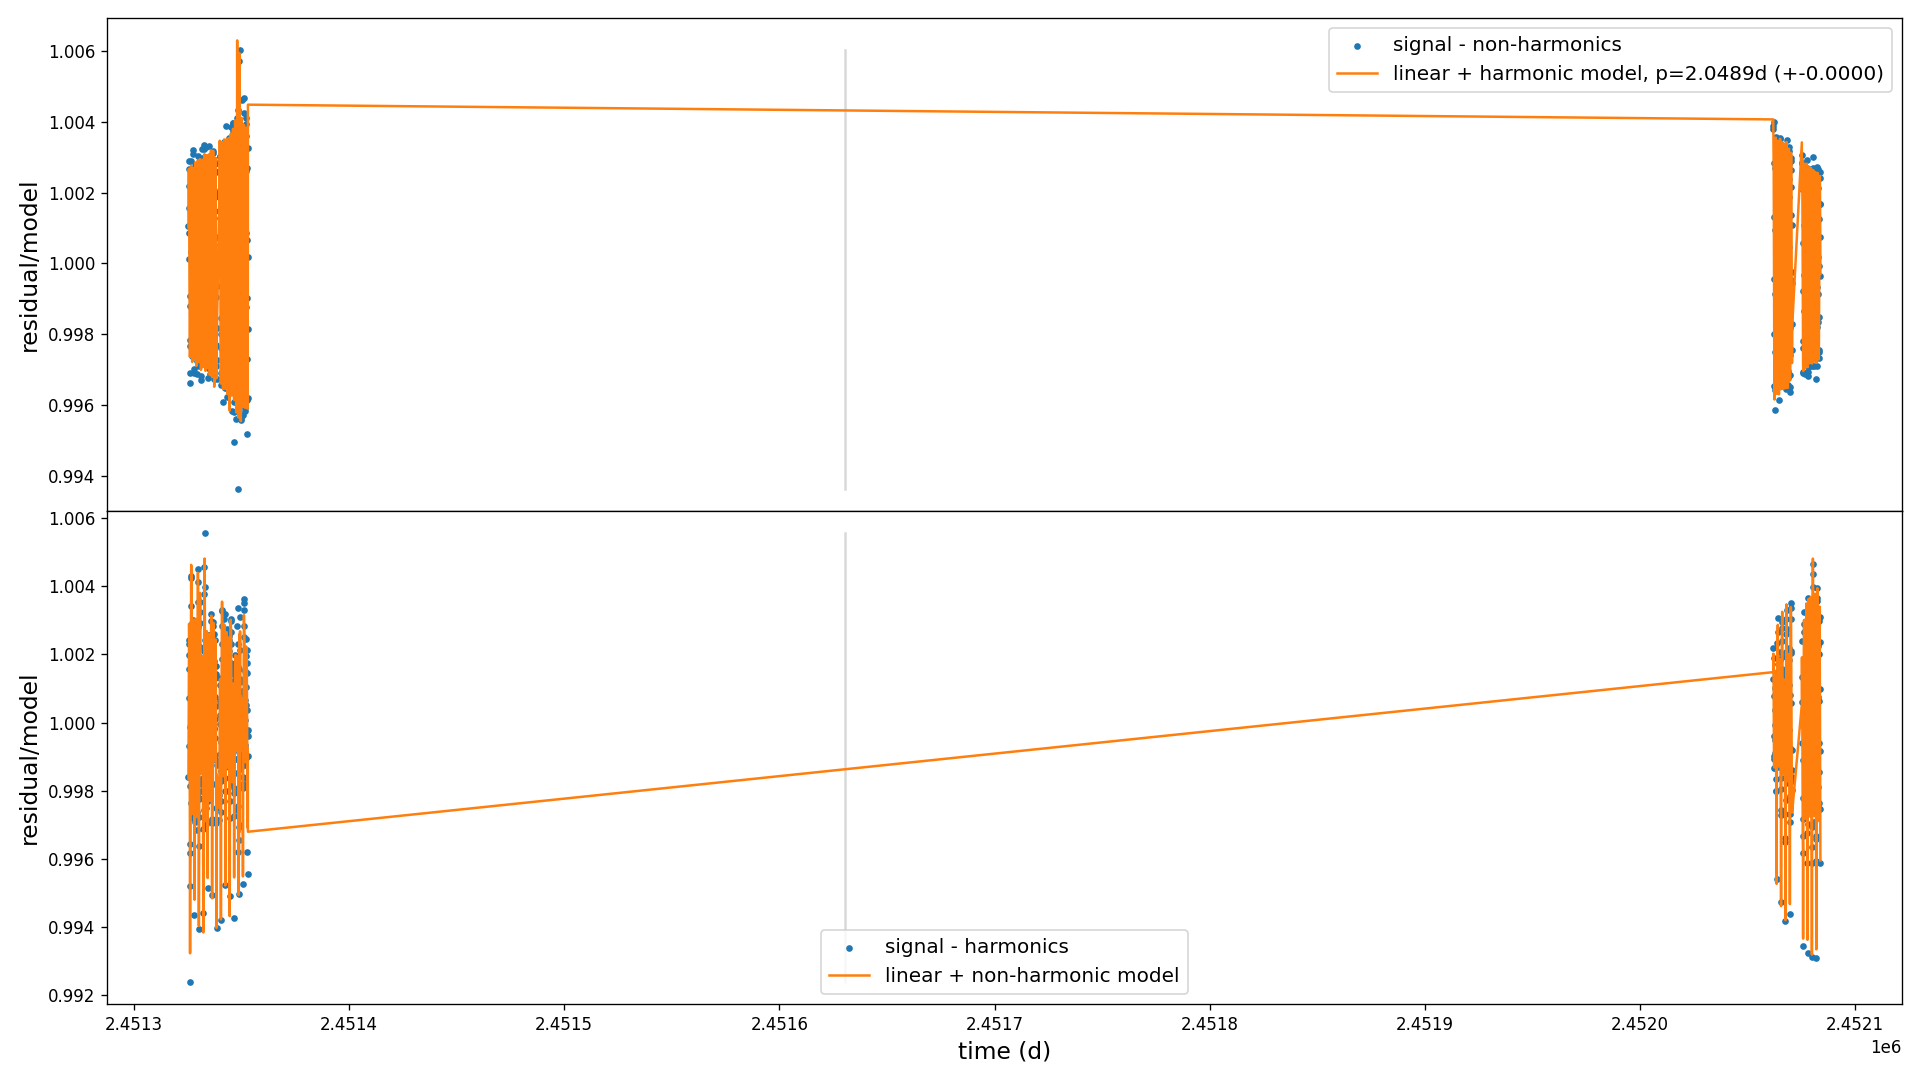 residual/model
1.006
1.004
1.002
1.000
0.998
0.996
0.994
signal - non-harmonics
linear + harmonic model, p=2.0489d (+-0.0000)
residual/model
1.006
1.004
1.002
1.000
0.998
0.996
0.994
0.992
signal - harmonics
linear + non-harmonic model
2.4513 2.4514 2.4515 2.4516 2.4517 2.4518 2.4519 2.4520 2.4521
1e6
time (d)